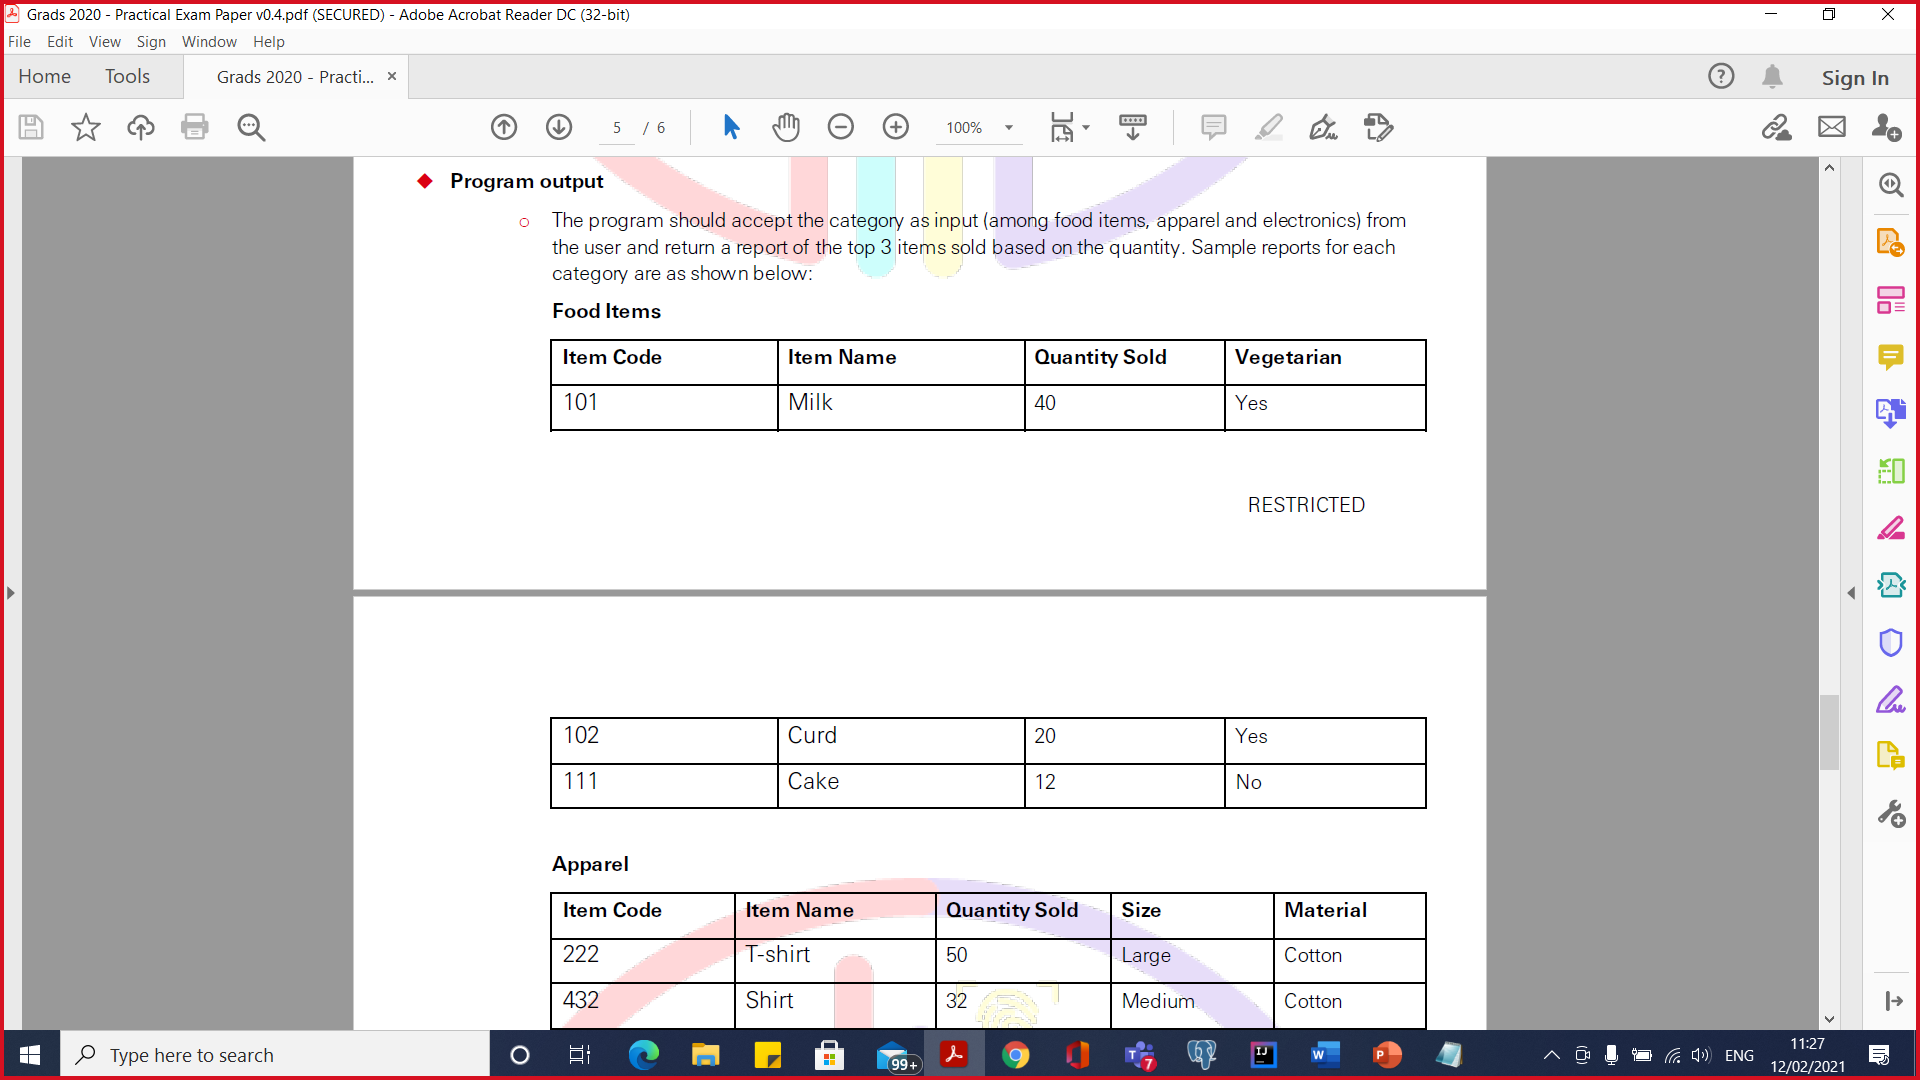 Grads 2020 - Practical Exam Paper v0.4.pdf (SECURED) - Adobe Acrobat Reader DC (32-bit)
File Edit View Sign Window Help
Home Tools Grads 2020 - Practi... × Sign In
5 / 6 100%
Program output
The program should accept the category as input (among food items, apparel and electronics) from
the user and return a report of the top 3 items sold based on the quantity. Sample reports for each
category are as shown below:
Food Items
Item Code Item Name Quantity Sold Vegetarian
101 Milk 40 Yes
RESTRICTED
102 Curd 20 Yes
111 Cake 12 No
Apparel
Item Code Item Name Quantity Sold Size Material
222 T-shirt 50 Large Cotton
432 Shirt 32 Medium Cotton
Type here to search 99+ 7 ENG 11:27
12/02/2021